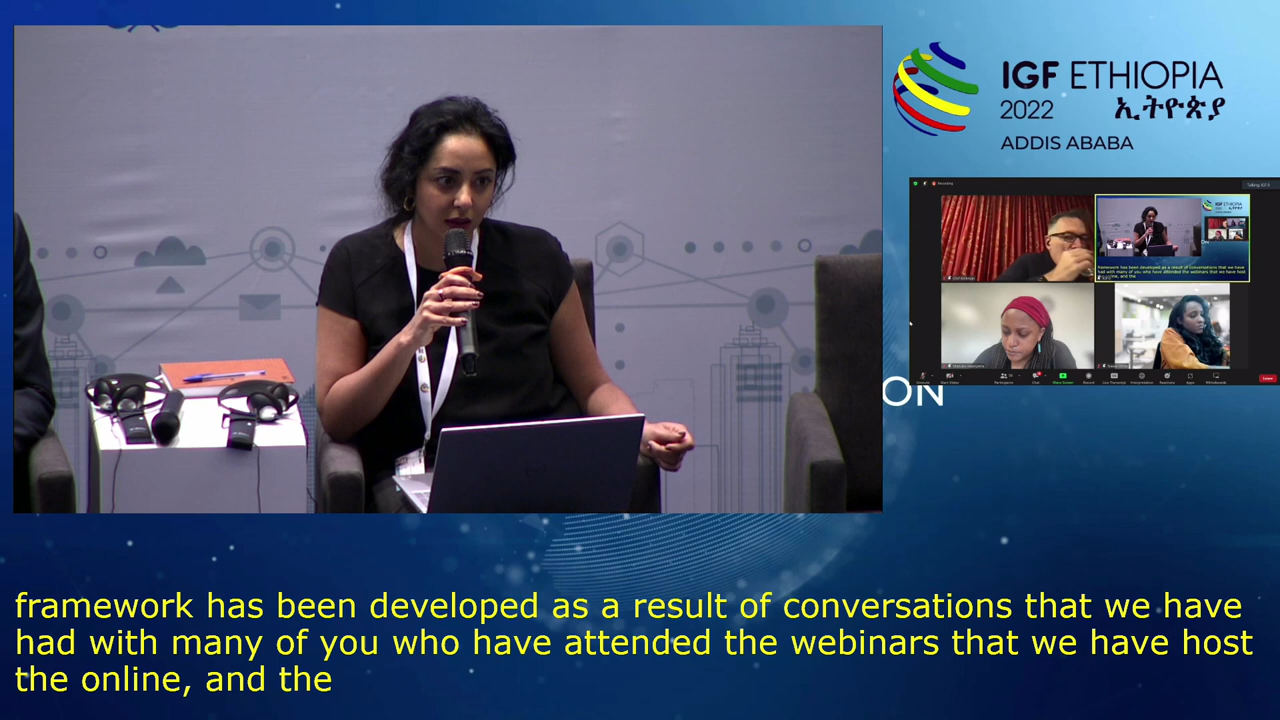 IGF ETHIOPIA
2022 ኢትዮጵያ
ADDIS ABABA
Recording
ON
framework has been developed as a result of conversations that we have
had with many of you who have attended the webinars that we have host
the online, and the